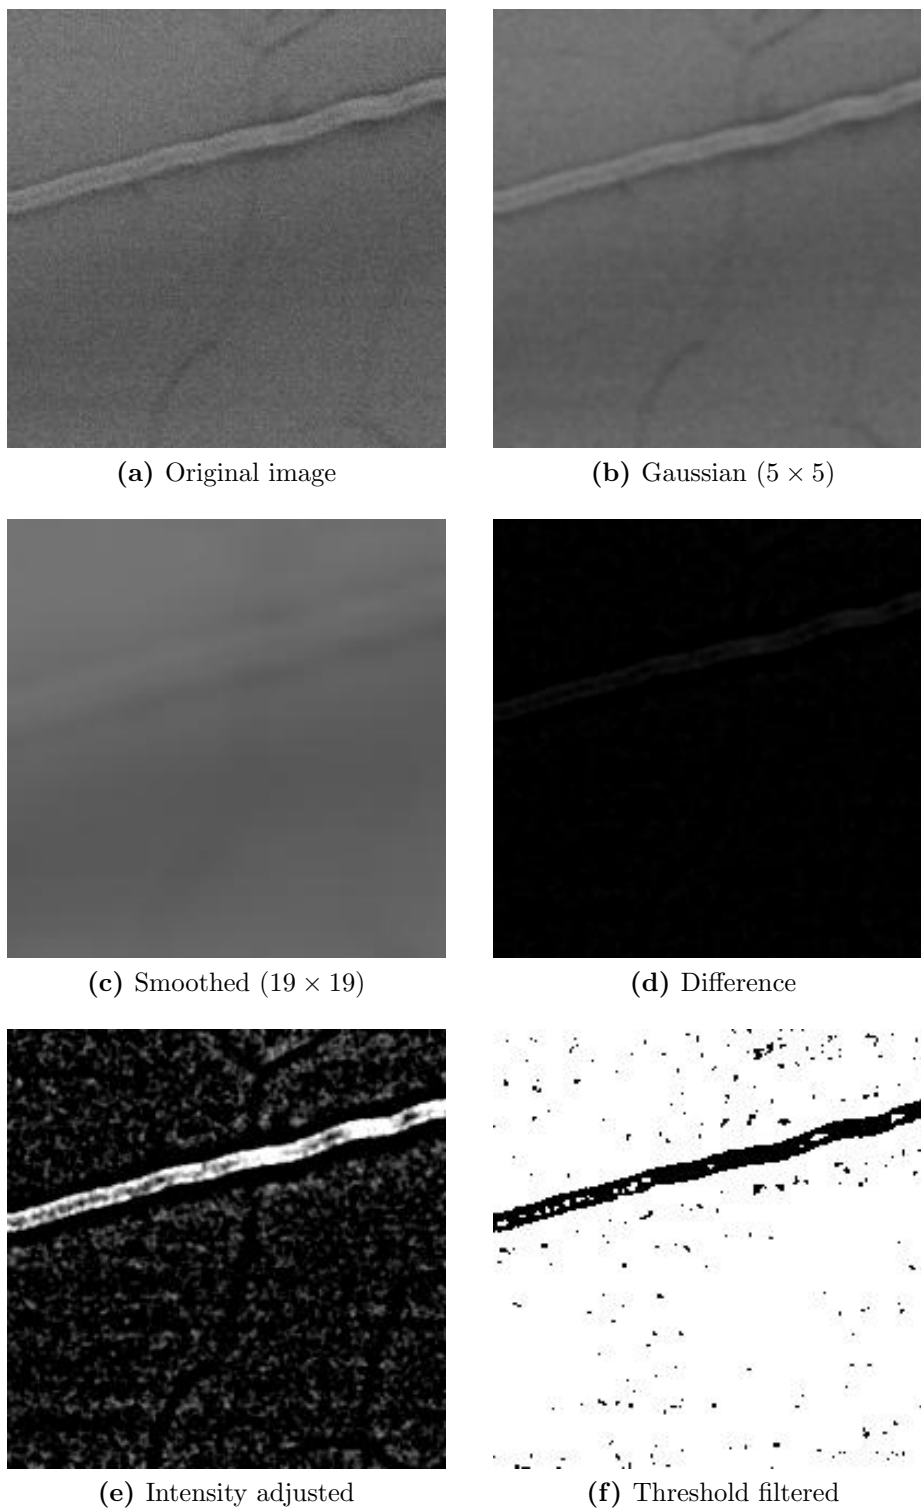 (a) Original image
(b) Gaussian (5 × 5)
(c) Smoothed (19 × 19)
(d) Difference
(e) Intensity adjusted
(f) Threshold filtered